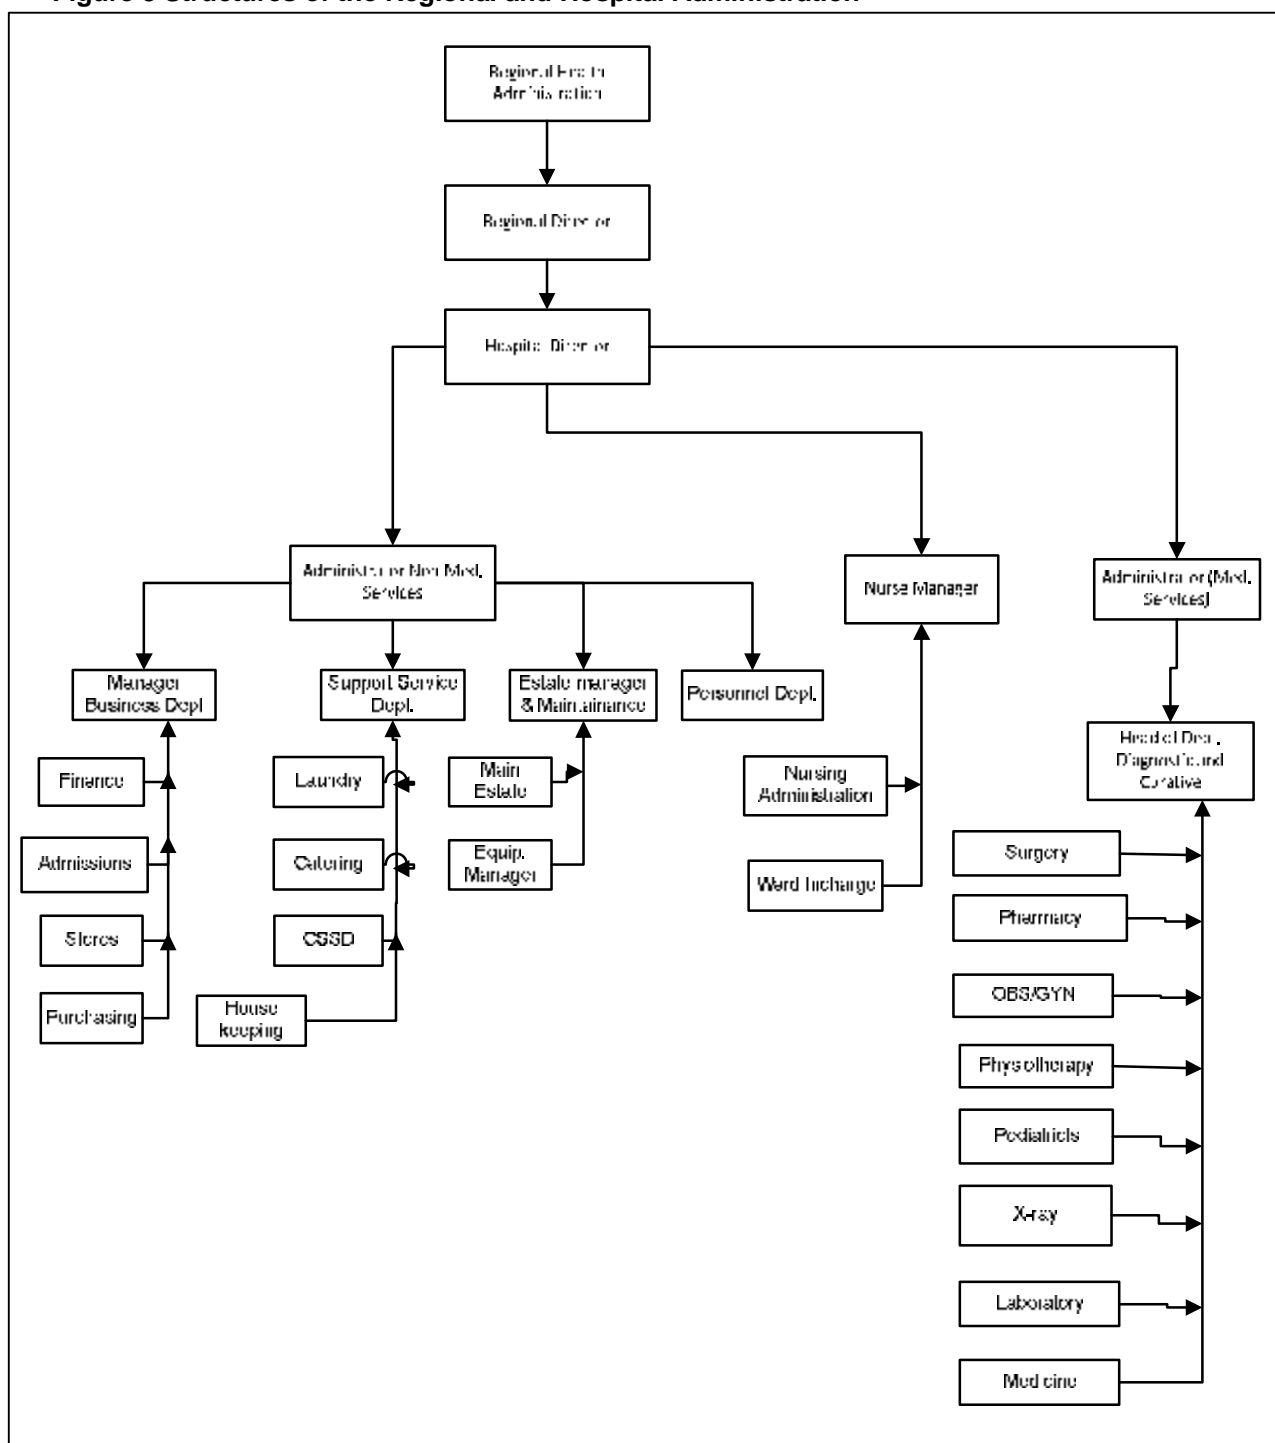 Figure 3 Structures of the Regional and Hospital Administration
Regional Health
Administration
Regional Director
Hospital Director
Administrator Non Med.
Services
Nurse Manager
Administrator (Med.
Services)
Manager
Business Dept
Support Service
Dept.
Estate manager
& Maintainance
Personnel Dept.
Head of Dept,
Diagnostic and
Curative
Finance
Laundry
Main
Estate
Nursing
Administration
Admissions
Catering
Equip.
Manager
Ward Incharge
Surgery
Stores
CSSD
Pharmacy
Purchasing
House
keeping
OBS/GYN
Physiotherapy
Pediatrics
X-ray
Laboratory
Medicine